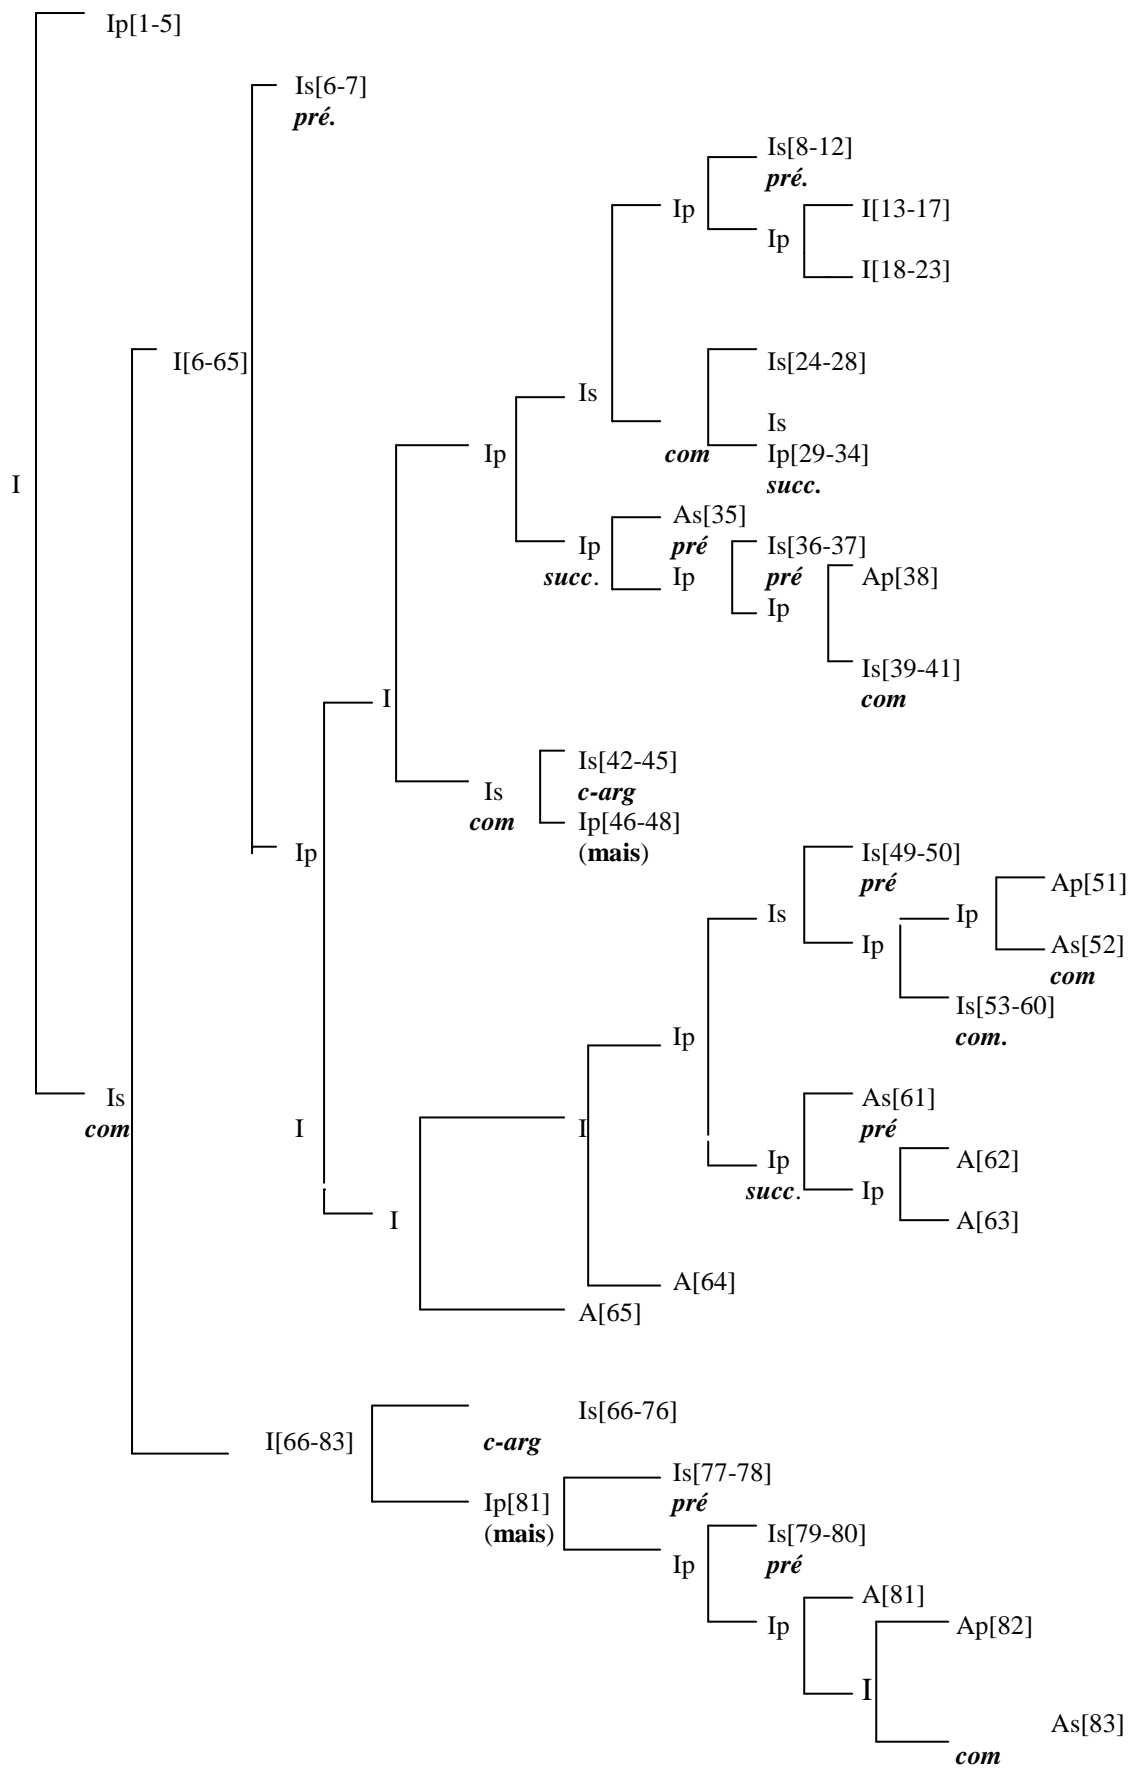 Ip[1-5]
Is[6-7]
pré.
Is[8-12]
pré.
Ip
I[13-17]
Ip
I[18-23]
I[6-65]
Is[24-28]
Is
Is
Ip
com
Ip[29-34]
succ.
I
As[35]
Ip
pré
Is[36-37]
succ.
Ip
pré
Ap[38]
Ip
Is[39-41]
com
I
Is[42-45]
Is
c-arg
com
Ip[46-48]
(mais)
Ip
Is[49-50]
pré
Ap[51]
Is
Ip
Ip
As[52]
com
Is[53-60]
com.
Ip
Is
As[61]
com
I
I
pré
Ip
A[62]
succ.
Ip
I
A[63]
A[64]
A[65]
Is[66-76]
I[66-83]
c-arg
Is[77-78]
Ip[81]
pré
(mais)
Is[79-80]
Ip
pré
A[81]
Ip
Ap[82]
I
As[83]
com